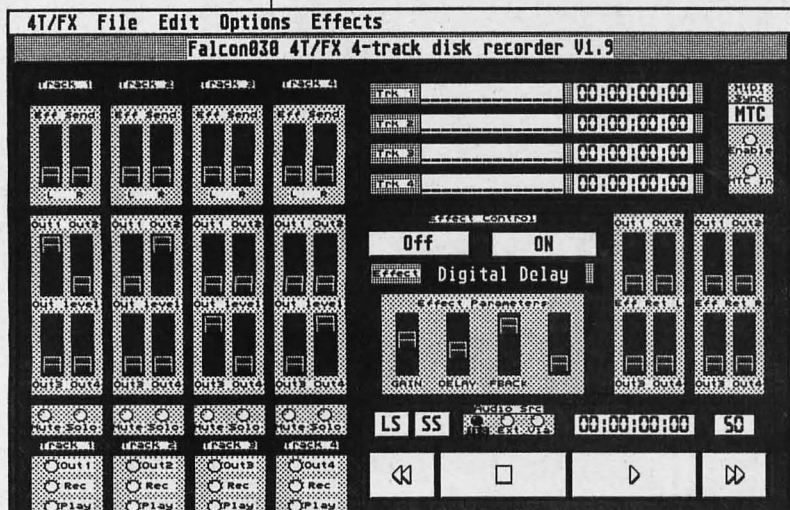 4T/FX File Edit Options Effects
Falcon030 4T/FX 4-track disk recorder V1.9
Track 1 Track 2 Track 3 Track 4
Eff Send Eff Send Eff Send Eff Send
L R L R L R L R
Out1 Out2 Out1 Out2 Out1 Out2 Out1 Out2
Out level Out level Out level Out level
Out3 Out4 Out3 Out4 Out3 Out4 Out3 Out4
Mute Solo Mute Solo Mute Solo Mute Solo
Track 1 Track 2 Track 3 Track 4
Out1 Out2 Out3 Out4
Rec Rec Rec Rec
Play Play Play Play
Trk 1 00:00:00:00
Trk 2 00:00:00:00
Trk 3 00:00:00:00
Trk 4 00:00:00:00
Midi
Sync
MTC
Enable
MTC In
Effect Control
Off ON
Effect Digital Delay
Effect Parameters
GAIN DELAY FBACK
Out1 Out2 Out1 Out2
Eff Ret L Eff Ret R
Out3 Out4 Out3 Out4
Audio Src
LS SS Ext 00:00:00:00 50